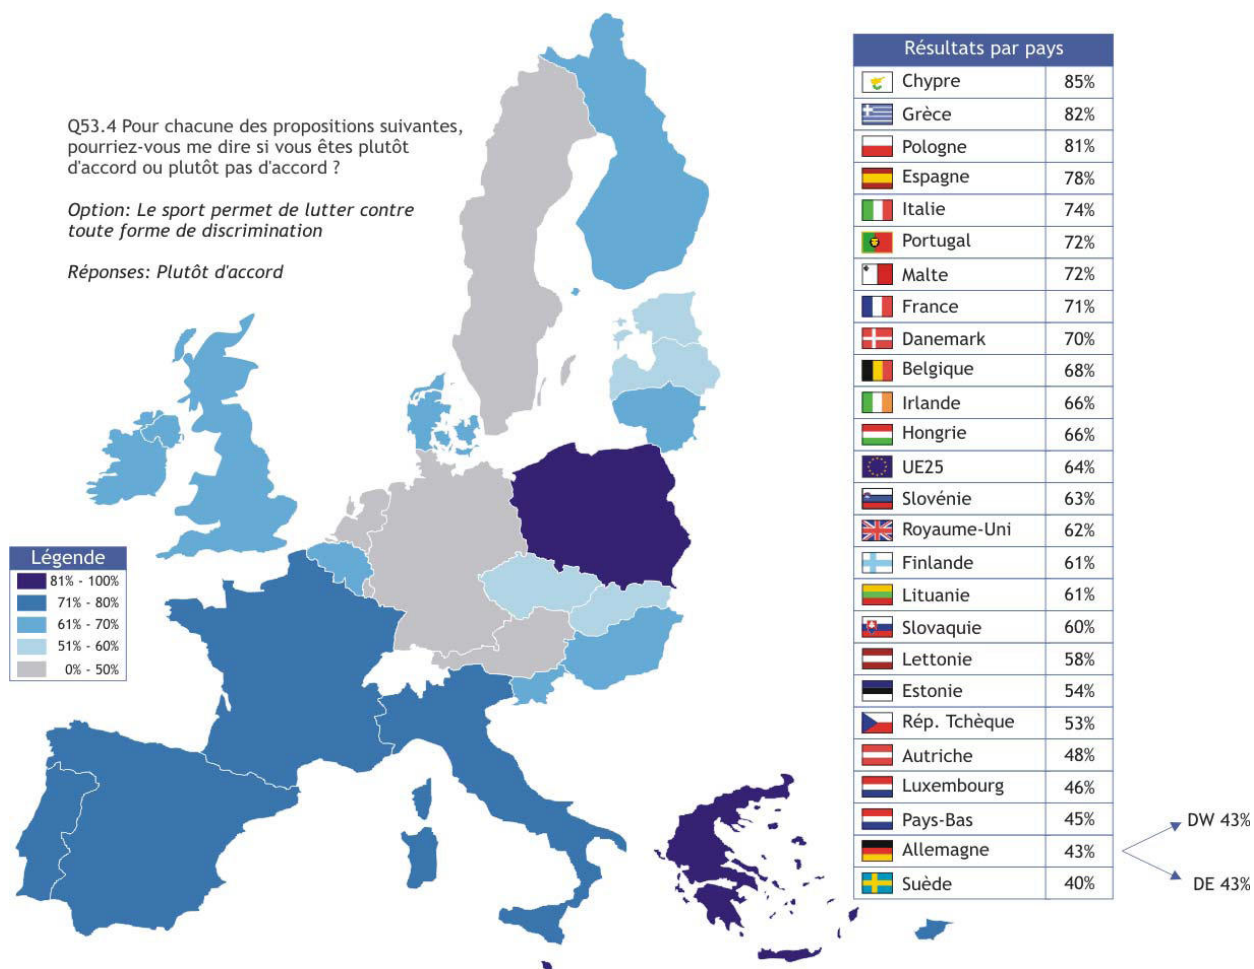 Q53.4 Pour chacune des propositions suivantes,
pourriez-vous me dire si vous êtes plutôt
d'accord ou plutôt pas d'accord ?
Option: Le sport permet de lutter contre
toute forme de discrimination
Réponses: Plutôt d'accord
Légende
81% - 100%
71% - 80%
61% - 70%
51% - 60%
0% - 50%
Résultats par pays
Chypre 85%
Grèce 82%
Pologne 81%
Espagne 78%
Italie 74%
Portugal 72%
Malte 72%
France 71%
Danemark 70%
Belgique 68%
Irlande 66%
Hongrie 66%
UE25 64%
Slovénie 63%
Royaume-Uni 62%
Finlande 61%
Lituanie 61%
Slovaquie 60%
Lettonie 58%
Estonie 54%
Rép. Tchèque 53%
Autriche 48%
Luxembourg 46%
Pays-Bas 45%
Allemagne 43%
Suède 40%
DW 43%
DE 43%